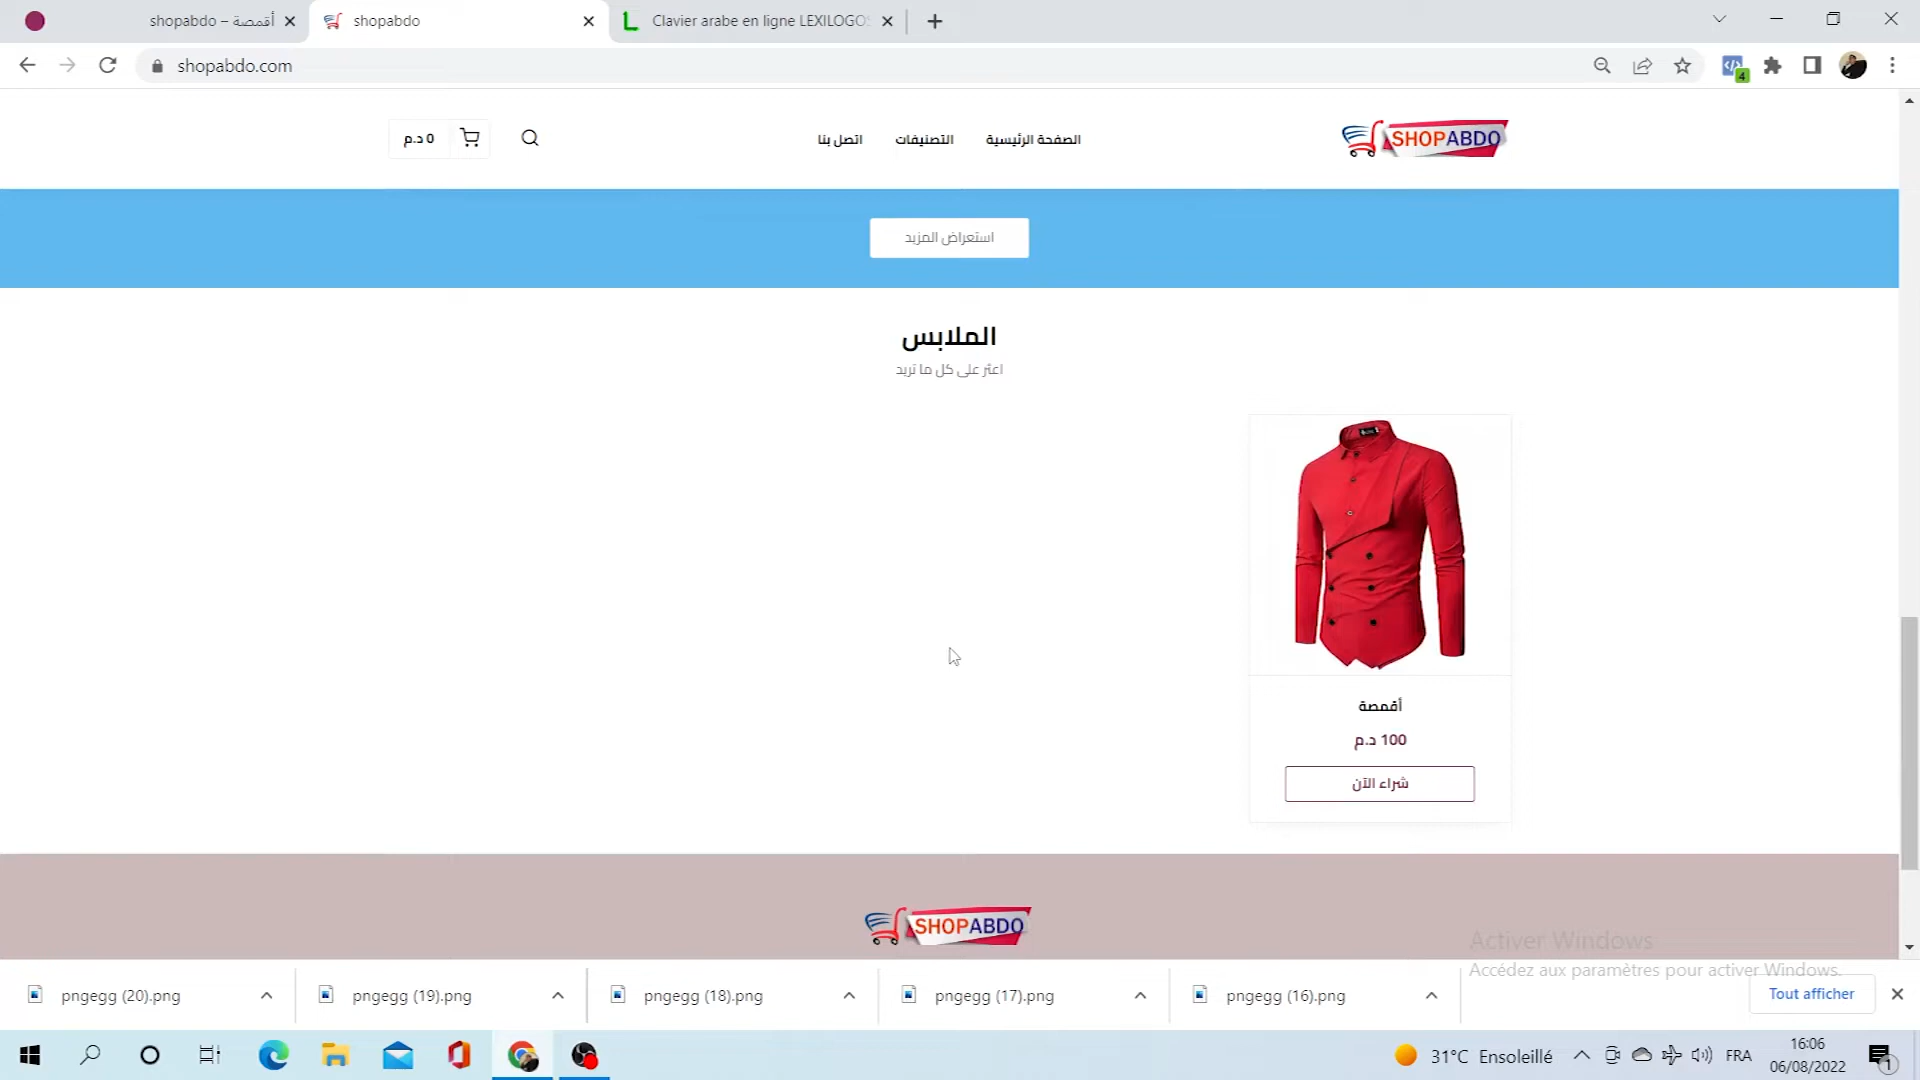 shopabdo – أقمصة
shopabdo
Clavier arabe en ligne LEXILOGOS
shopabdo.com
4
SHOPABDO
الصفحة الرئيسية
التصنيفات
اتصل بنا
0 د.م
استعراض المزيد
الملابس
اعثر على كل ما تريد
أقمصة
100 د.م
شراء الآن
SHOPABDO
Activer Windows
Accédez aux paramètres pour activer Windows.
pngegg (20).png
pngegg (19).png
pngegg (18).png
pngegg (17).png
pngegg (16).png
Tout afficher
31°C Ensoleillé
FRA
16:06
06/08/2022
1